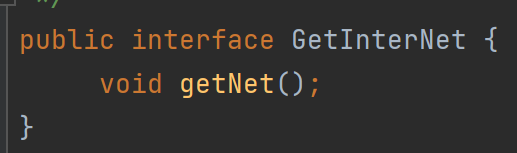 */
public interface GetInterNet {
    void getNet();
}